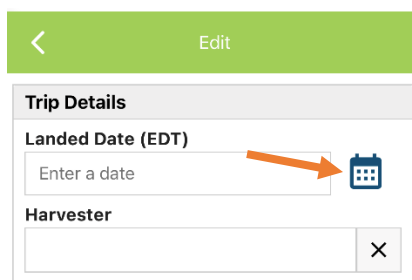 Edit
Trip Details
Landed Date (EDT)
Enter a date
Harvester